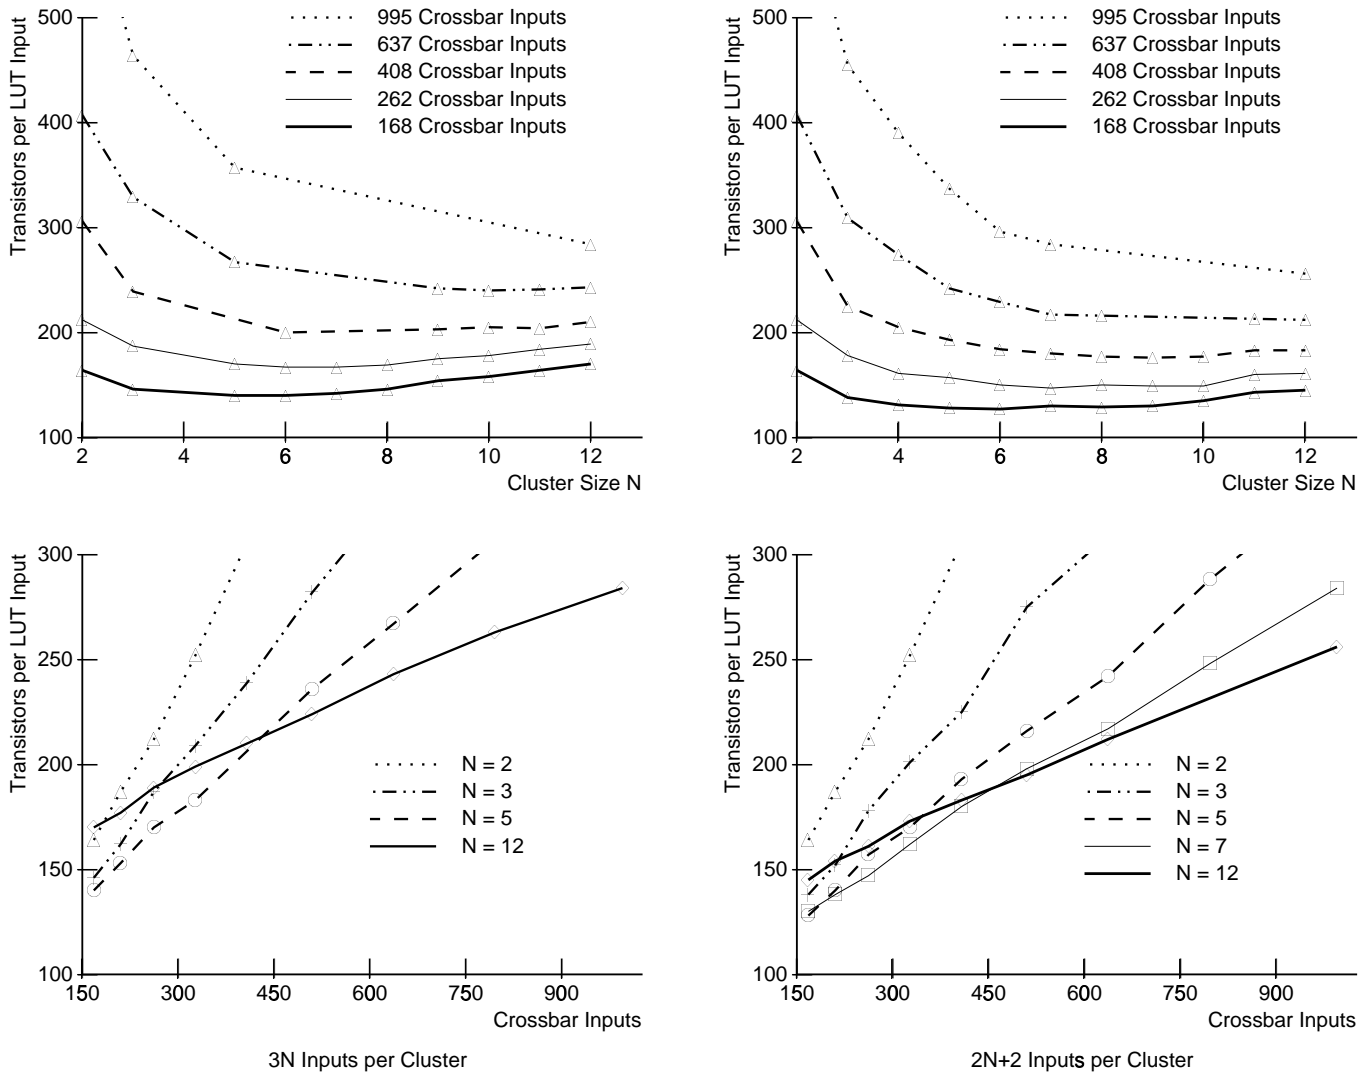 500
400
300
200
100
2
4
6
8
10
12
Transistors per LUT Input
Cluster Size N
995 Crossbar Inputs
637 Crossbar Inputs
408 Crossbar Inputs
262 Crossbar Inputs
168 Crossbar Inputs
500
400
300
200
100
2
4
6
8
10
12
Transistors per LUT Input
Cluster Size N
995 Crossbar Inputs
637 Crossbar Inputs
408 Crossbar Inputs
262 Crossbar Inputs
168 Crossbar Inputs
300
250
200
150
100
150
300
450
600
750
900
Transistors per LUT Input
Crossbar Inputs
N = 2
N = 3
N = 5
N = 12
3N Inputs per Cluster
300
250
200
150
100
150
300
450
600
750
900
Transistors per LUT Input
Crossbar Inputs
N = 2
N = 3
N = 5
N = 7
N = 12
2N+2 Inputs per Cluster